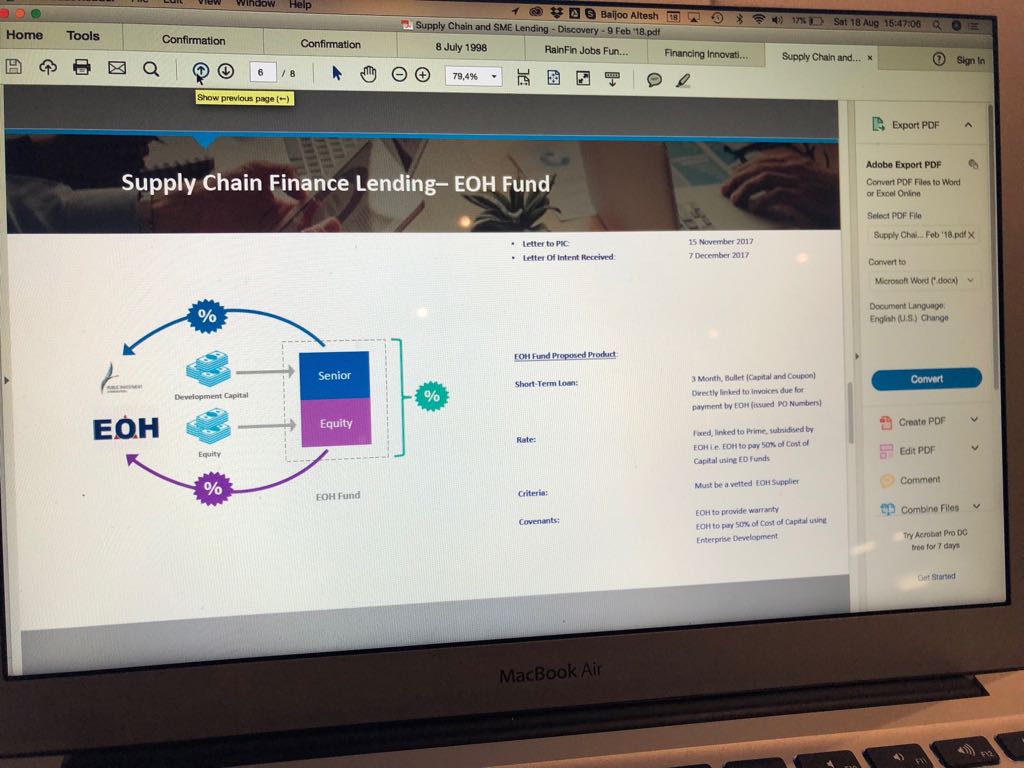 View Window Help
Baijoo Altesh 18 17% Sat 18 Aug 15:47:06
Supply Chain and SME Lending - Discovery - 9 Feb '18.pdf
Home Tools Confirmation Confirmation 8 July 1998 RainFin Jobs Fun... Financing Innovati... Supply Chain and... × Sign In
6 / 8 79,4%
Show previous page (←)
Supply Chain Finance Lending– EOH Fund
• Letter to PIC: 15 November 2017
• Letter Of Intent Received: 7 December 2017
%
PUBLIC INVESTMENT
Development Capital
Senior
EOH
Equity
Equity
%
%
EOH Fund
EOH Fund Proposed Product:
Short-Term Loan: 3 Month, Bullet (Capital and Coupon)
Directly linked to Invoices due for
payment by EOH (issued PO Numbers)
Rate: Fixed, linked to Prime, subsidised by
EOH i.e. EOH to pay 50% of Cost of
Capital using ED Funds
Criteria: Must be a vetted EOH Supplier
Covenants: EOH to provide warranty
EOH to pay 50% of Cost of Capital using
Enterprise Development
Export PDF
Adobe Export PDF
Convert PDF Files to Word
or Excel Online
Select PDF File
Supply Chai... Feb '18.pdf X
Convert to
Microsoft Word (*.docx)
Document Language:
English (U.S.) Change
Convert
Create PDF
Edit PDF
Comment
Combine Files
Try Acrobat Pro DC
free for 7 days
Get Started
MacBook Air
F10 F11 F12